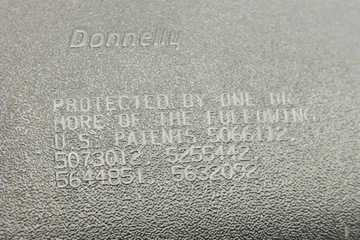 Donnelly
PROTECTED BY ONE OR
MORE OF THE FOLLOWING
U.S. PATENTS 5066112,
5073012, 5255442,
5644851, 5632092